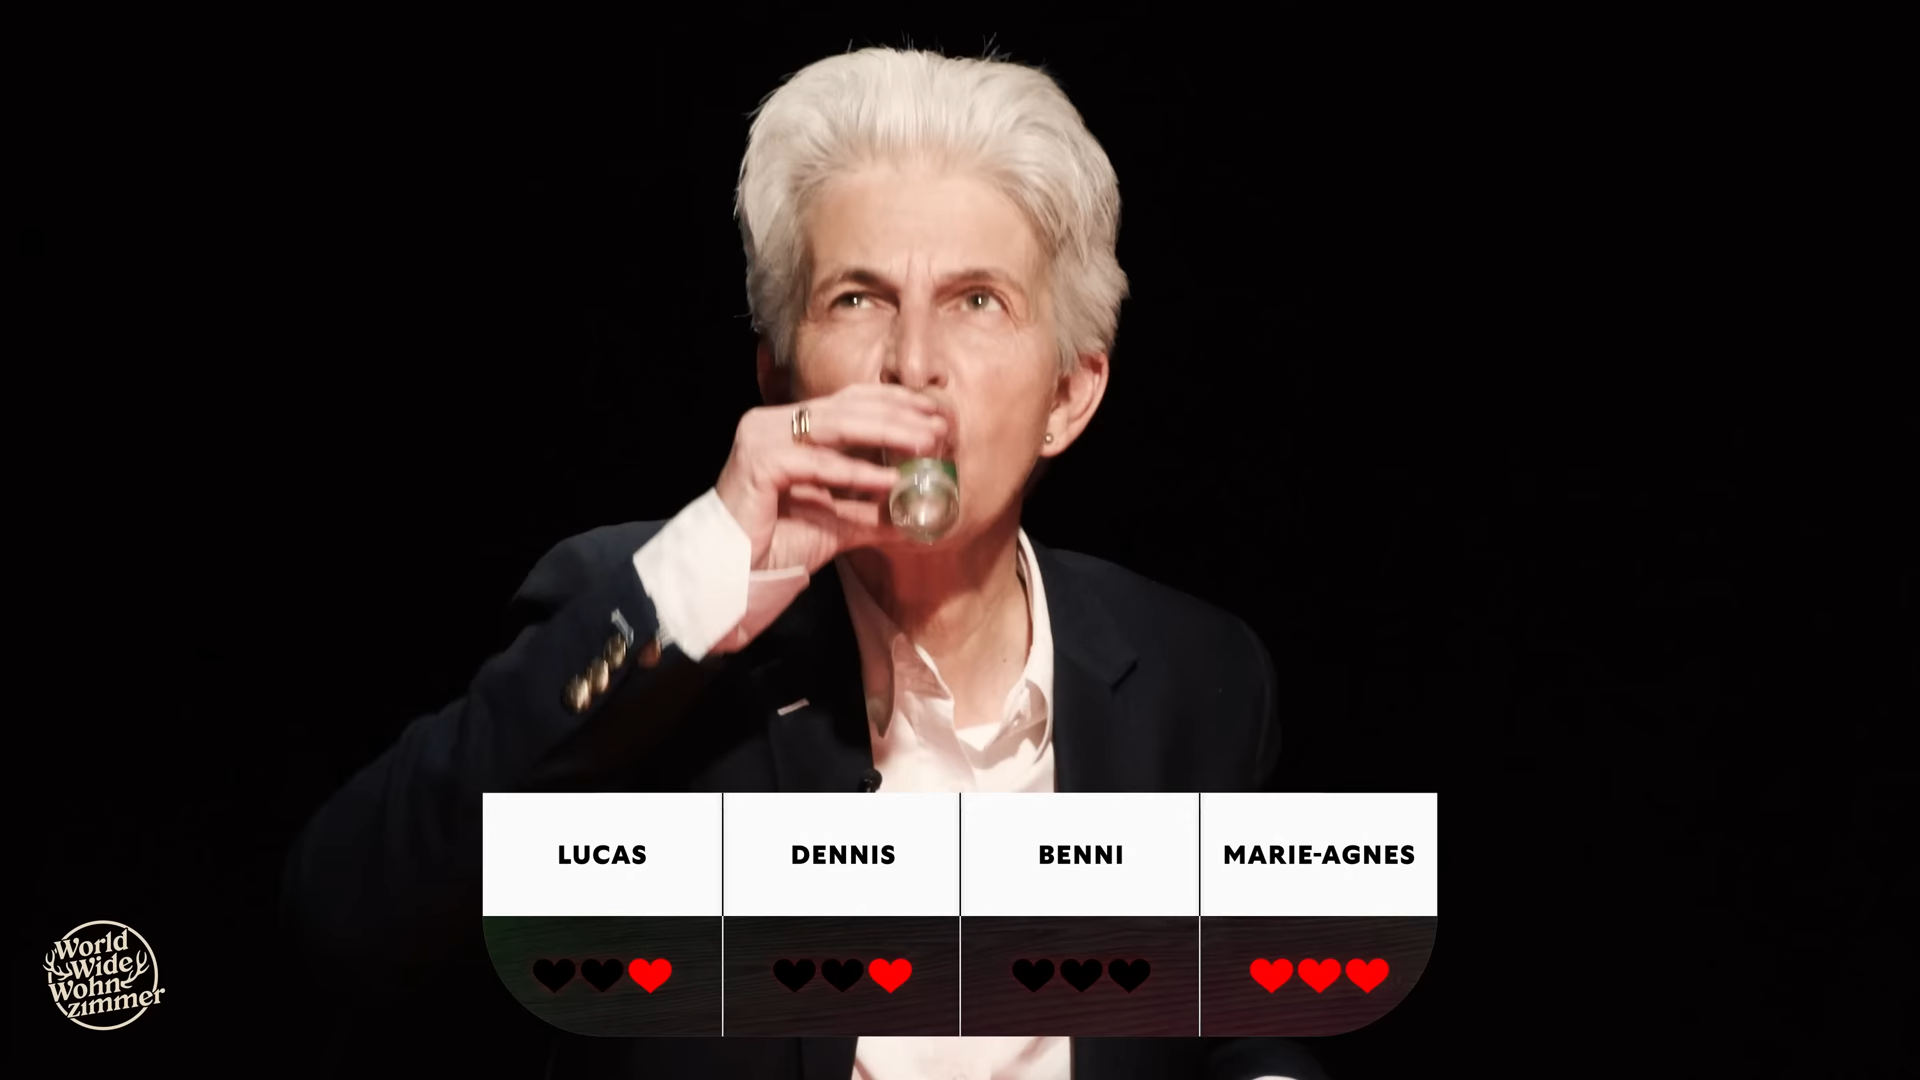 LUCAS
DENNIS
BENNI
MARIE-AGNES
World
Wide
Wohn-
zimmer